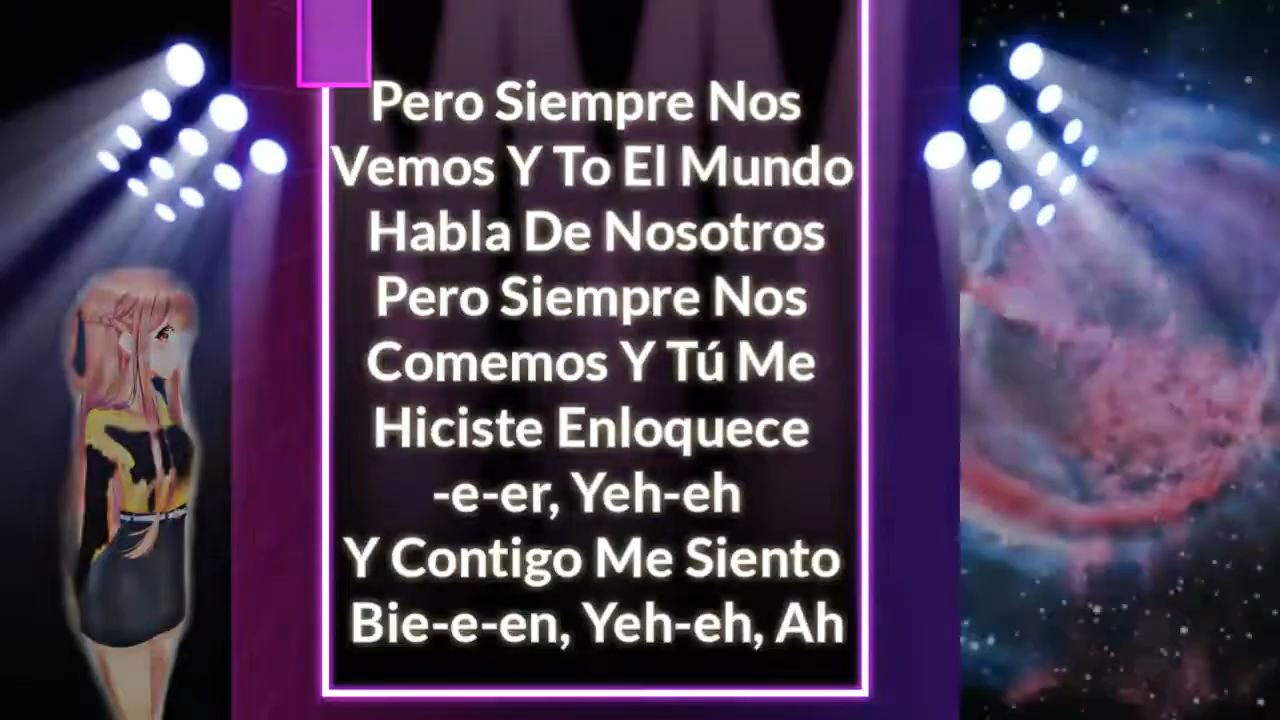 Pero Siempre Nos
Vemos Y To El Mundo
Habla De Nosotros
Pero Siempre Nos
Comemos Y Tú Me
Hiciste Enloquece
-e-er, Yeh-eh
Y Contigo Me Siento
Bie-e-en, Yeh-eh, Ah